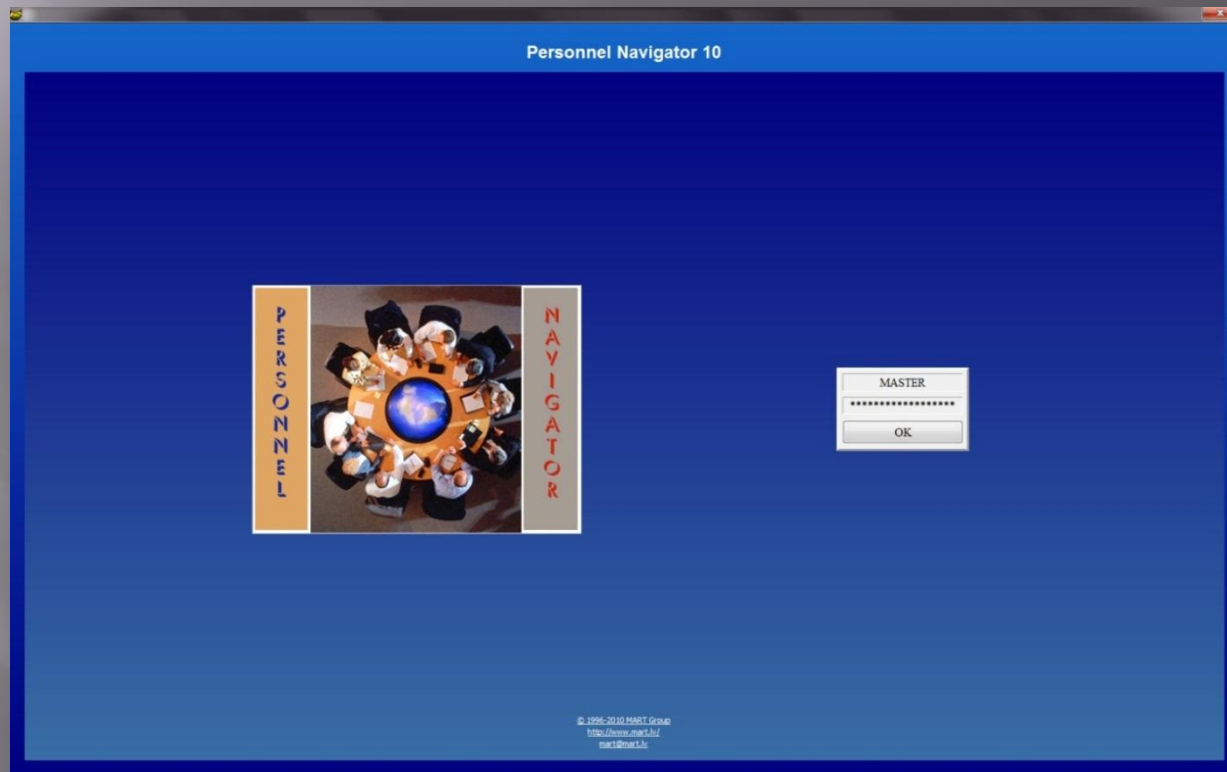 Personnel Navigator 10
PERSONNEL
NAVIGATOR
MASTER
******************
OK
© 1996-2010 MART Group
http://www.mart.lv/
mart@mart.lv